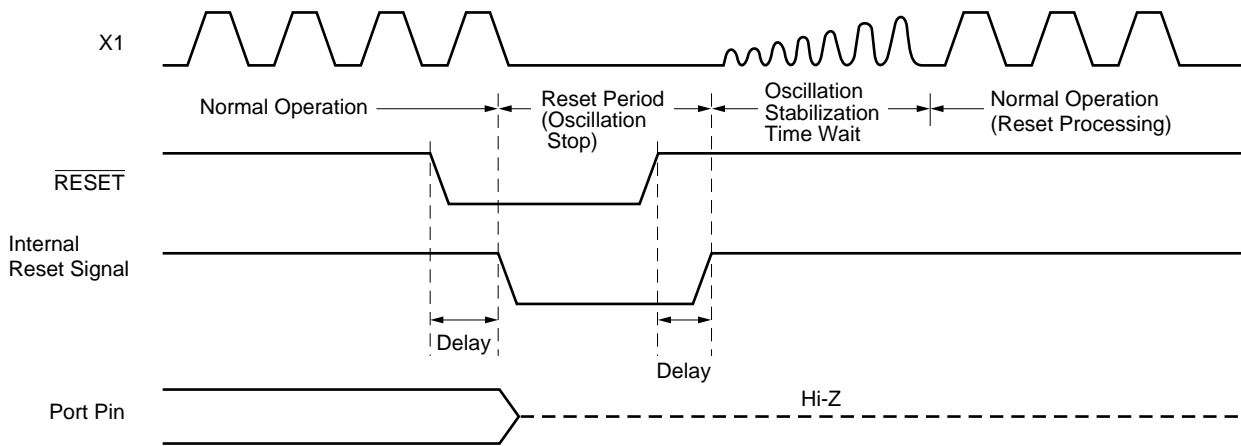 X1
Normal Operation
Reset Period
(Oscillation
Stop)
Oscillation
Stabilization
Time Wait
Normal Operation
(Reset Processing)
RESET
Internal
Reset Signal
Delay
Delay
Port Pin
Hi-Z